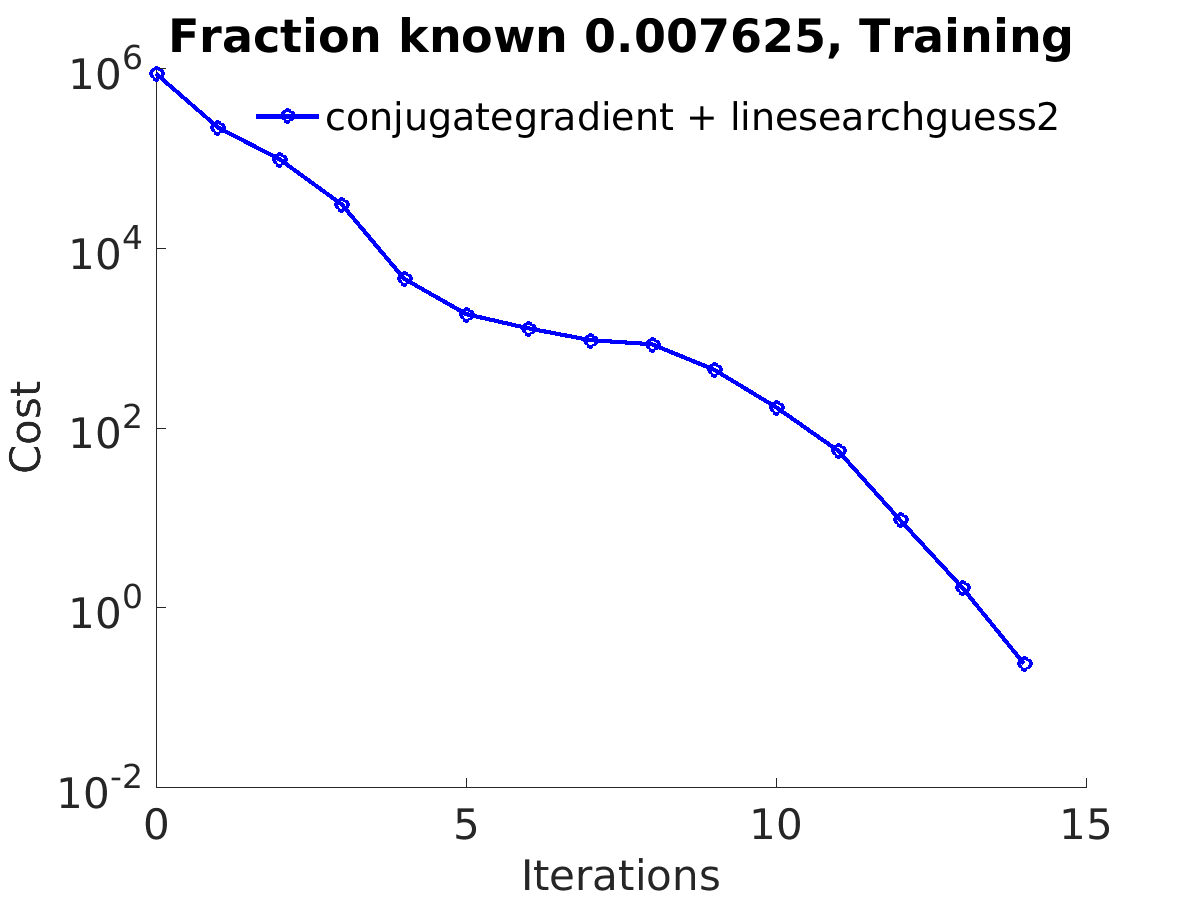 Fraction known 0.007625, Training
10^6
conjugategradient + linesearchguess2
10^4
10^2
10^0
10^-2
Cost
0 5 10 15
Iterations